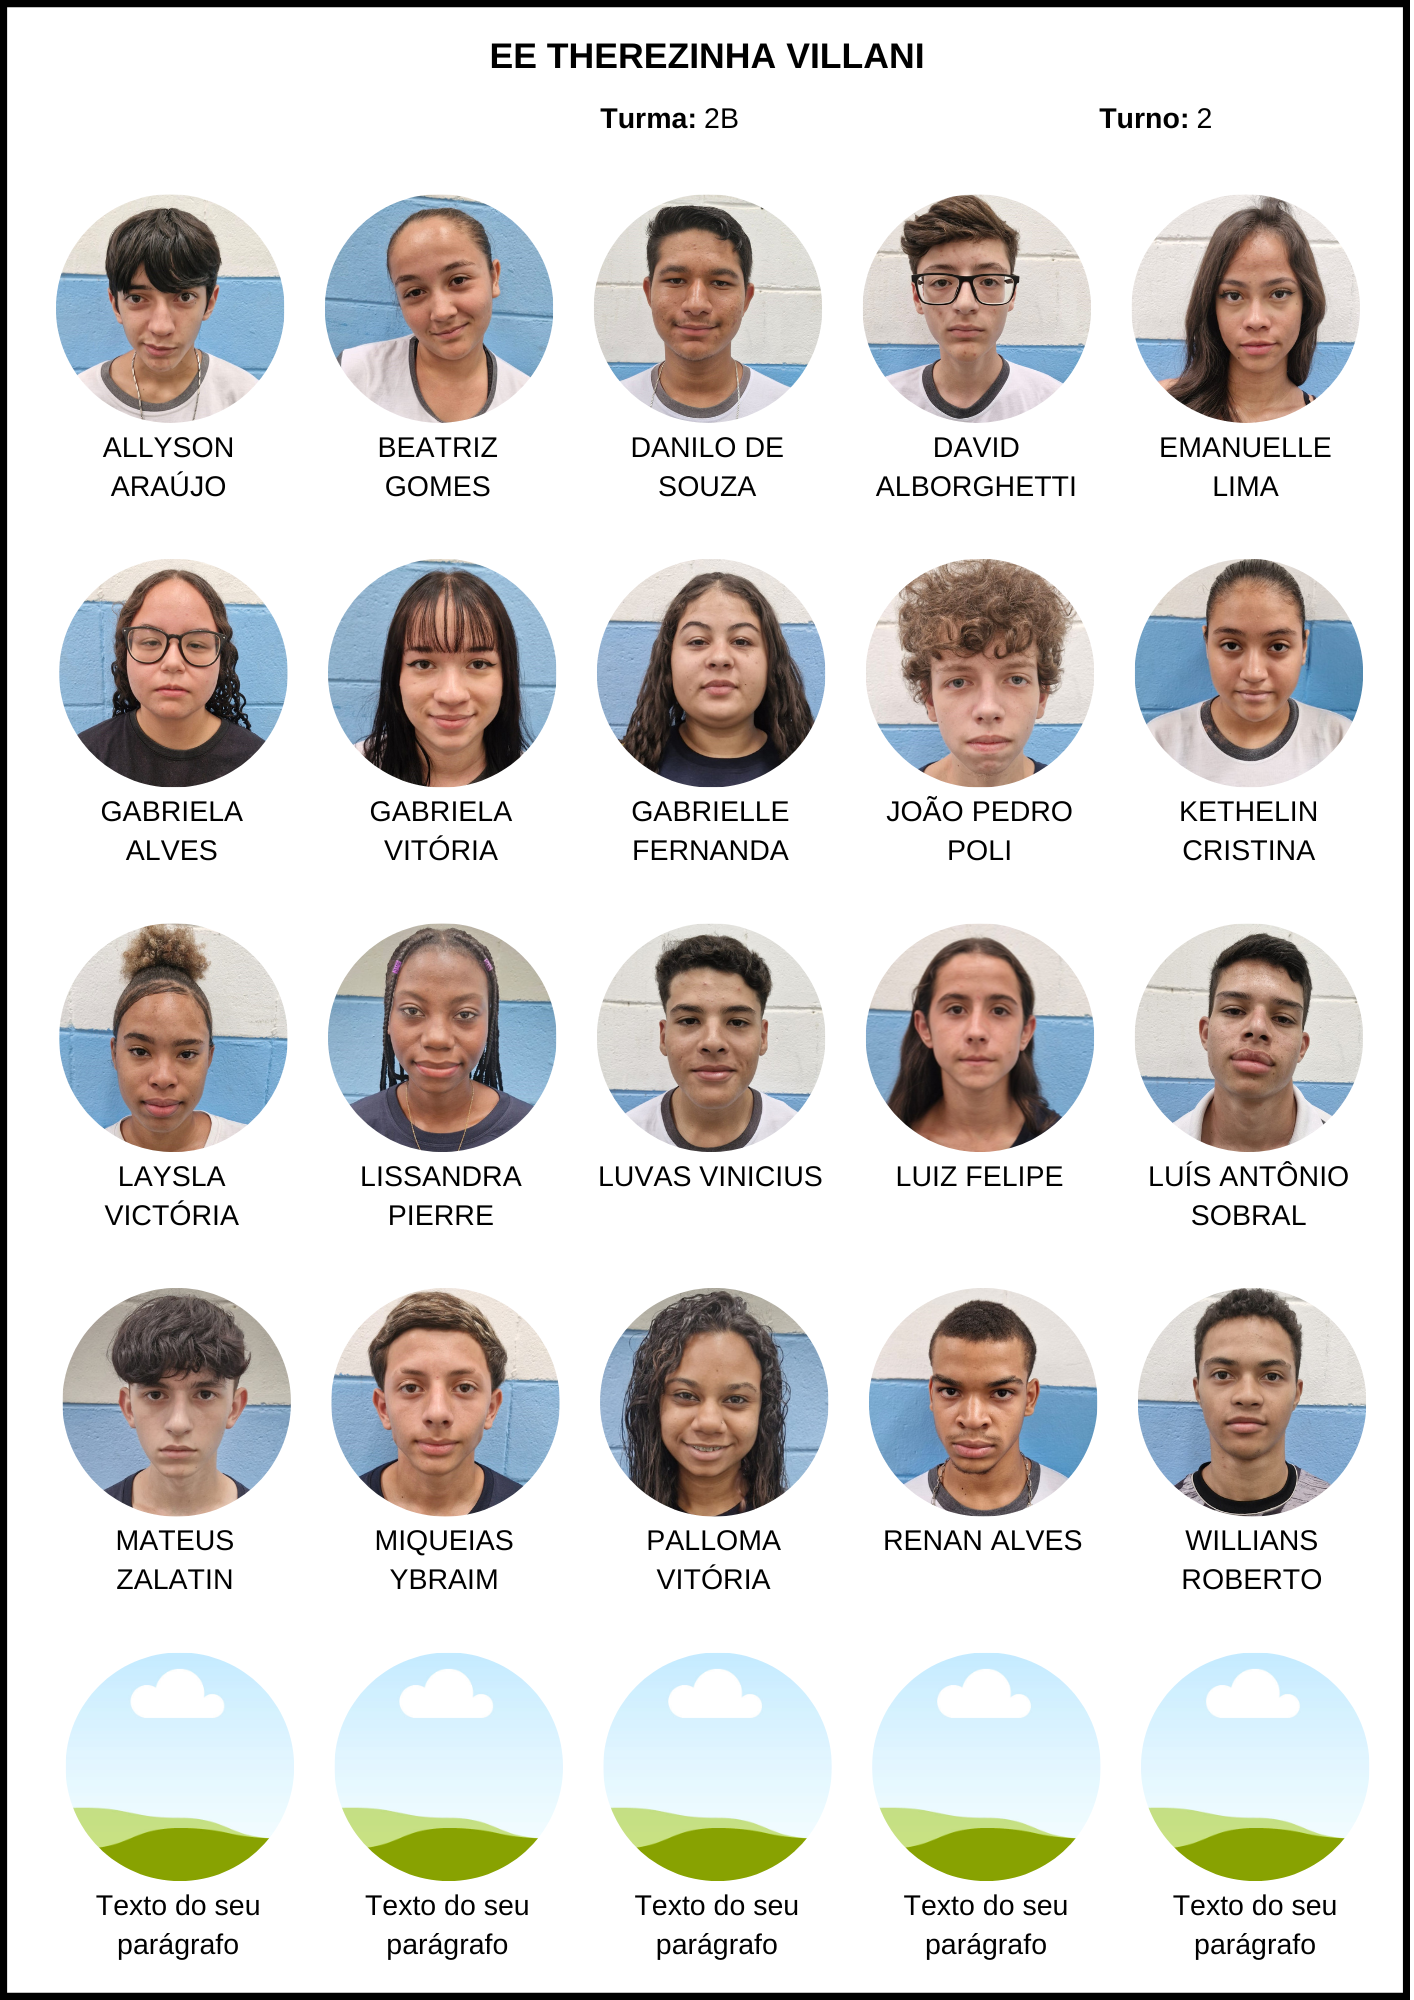 EE THEREZINHA VILLANI
Turma: 2B Turno: 2
ALLYSON
ARAÚJO
BEATRIZ
GOMES
DANILO DE
SOUZA
DAVID
ALBORGHETTI
EMANUELLE
LIMA
GABRIELA
ALVES
GABRIELA
VITÓRIA
GABRIELLE
FERNANDA
JOÃO PEDRO
POLI
KETHELIN
CRISTINA
LAYSLA
VICTÓRIA
LISSANDRA
PIERRE
LUVAS VINICIUS
LUIZ FELIPE
LUÍS ANTÔNIO
SOBRAL
MATEUS
ZALATIN
MIQUEIAS
YBRAIM
PALLOMA
VITÓRIA
RENAN ALVES
WILLIANS
ROBERTO
Texto do seu
parágrafo
Texto do seu
parágrafo
Texto do seu
parágrafo
Texto do seu
parágrafo
Texto do seu
parágrafo